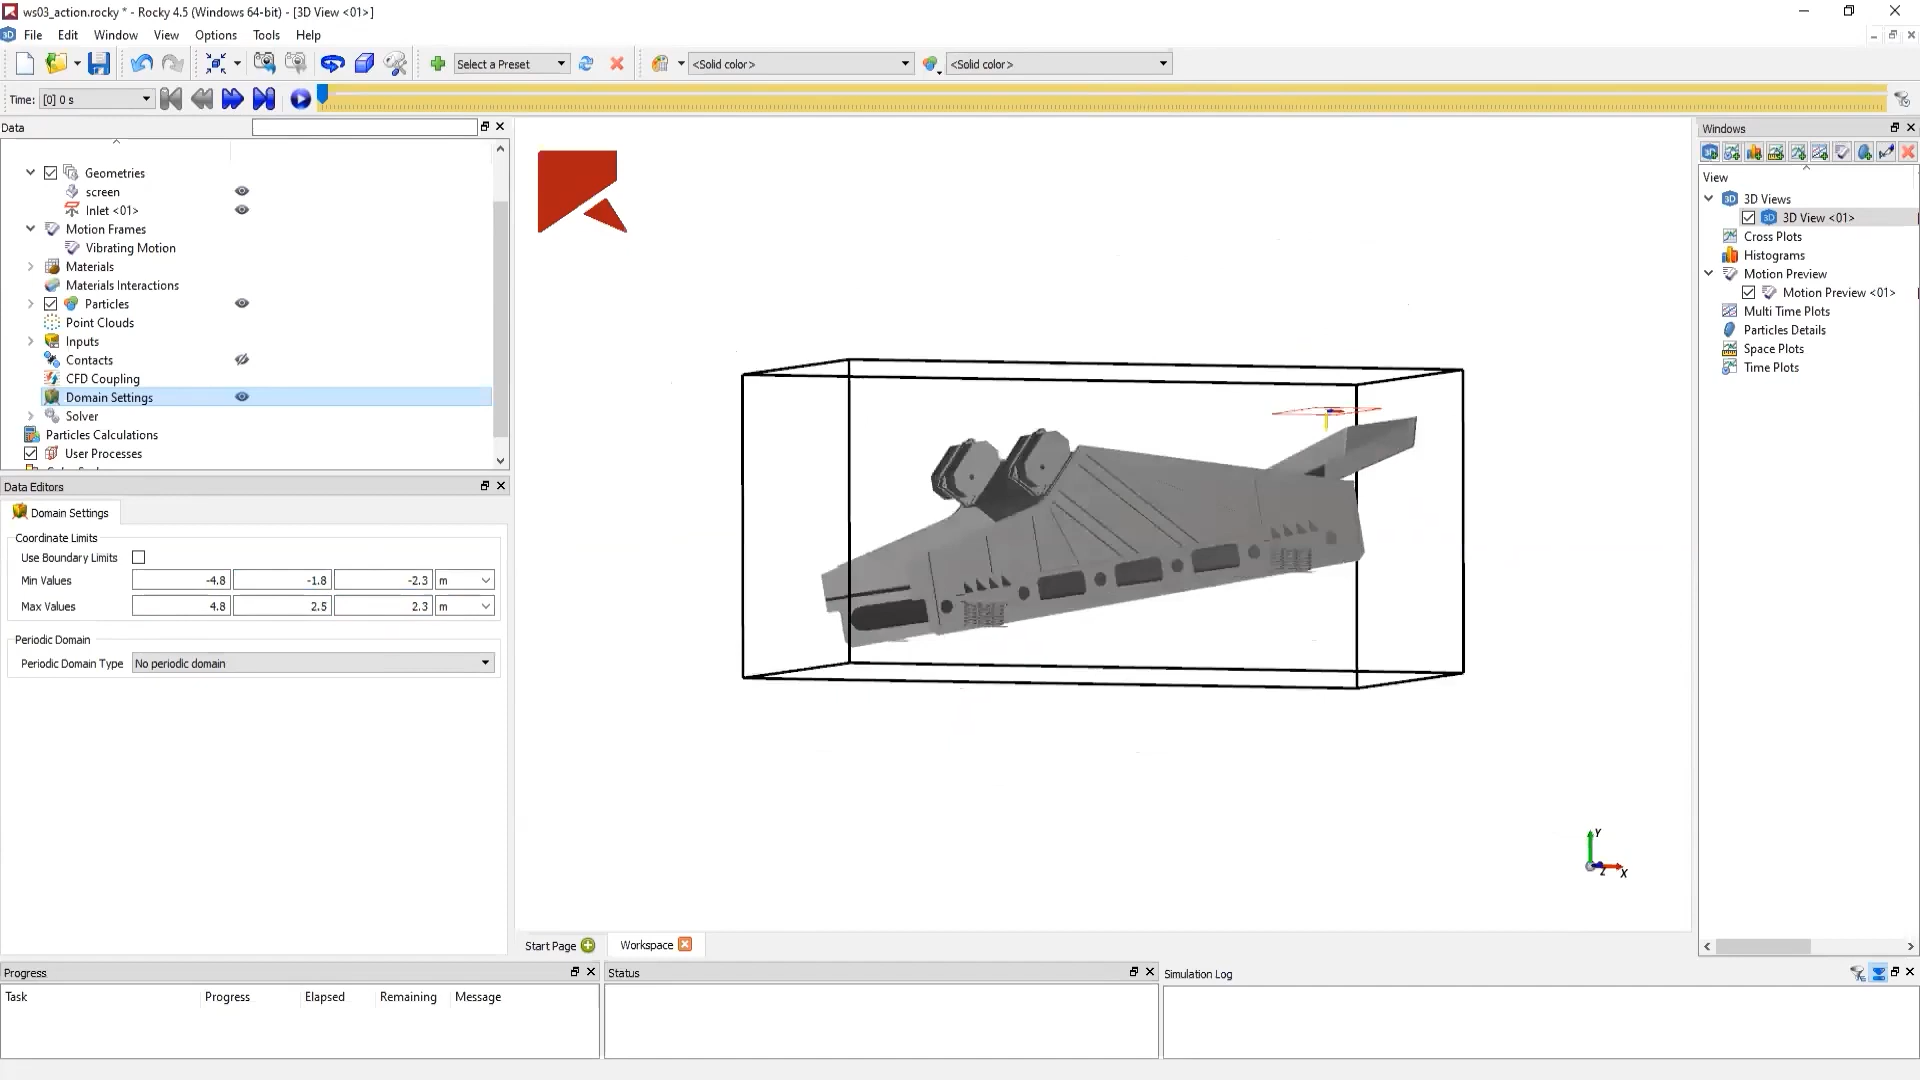 ws03_action.rocky * - Rocky 4.5 (Windows 64-bit) - [3D View <01>]
File Edit Window View Options Tools Help
Select a Preset <Solid color> <Solid color>
Time: [0] 0 s
Data
Geometries
screen
Inlet <01>
Motion Frames
Vibrating Motion
Materials
Materials Interactions
Particles
Point Clouds
Inputs
Contacts
CFD Coupling
Domain Settings
Solver
Particles Calculations
User Processes
Data Editors
Domain Settings
Coordinate Limits
Use Boundary Limits
Min Values -4.8 -1.8 -2.3 m
Max Values 4.8 2.5 2.3 m
Periodic Domain
Periodic Domain Type No periodic domain
Y
Z
X
Start Page
Workspace
Windows
View
3D Views
3D View <01>
Cross Plots
Histograms
Motion Preview
Motion Preview <01>
Multi Time Plots
Particles Details
Space Plots
Time Plots
Progress
Task Progress Elapsed Remaining Message
Status
Simulation Log